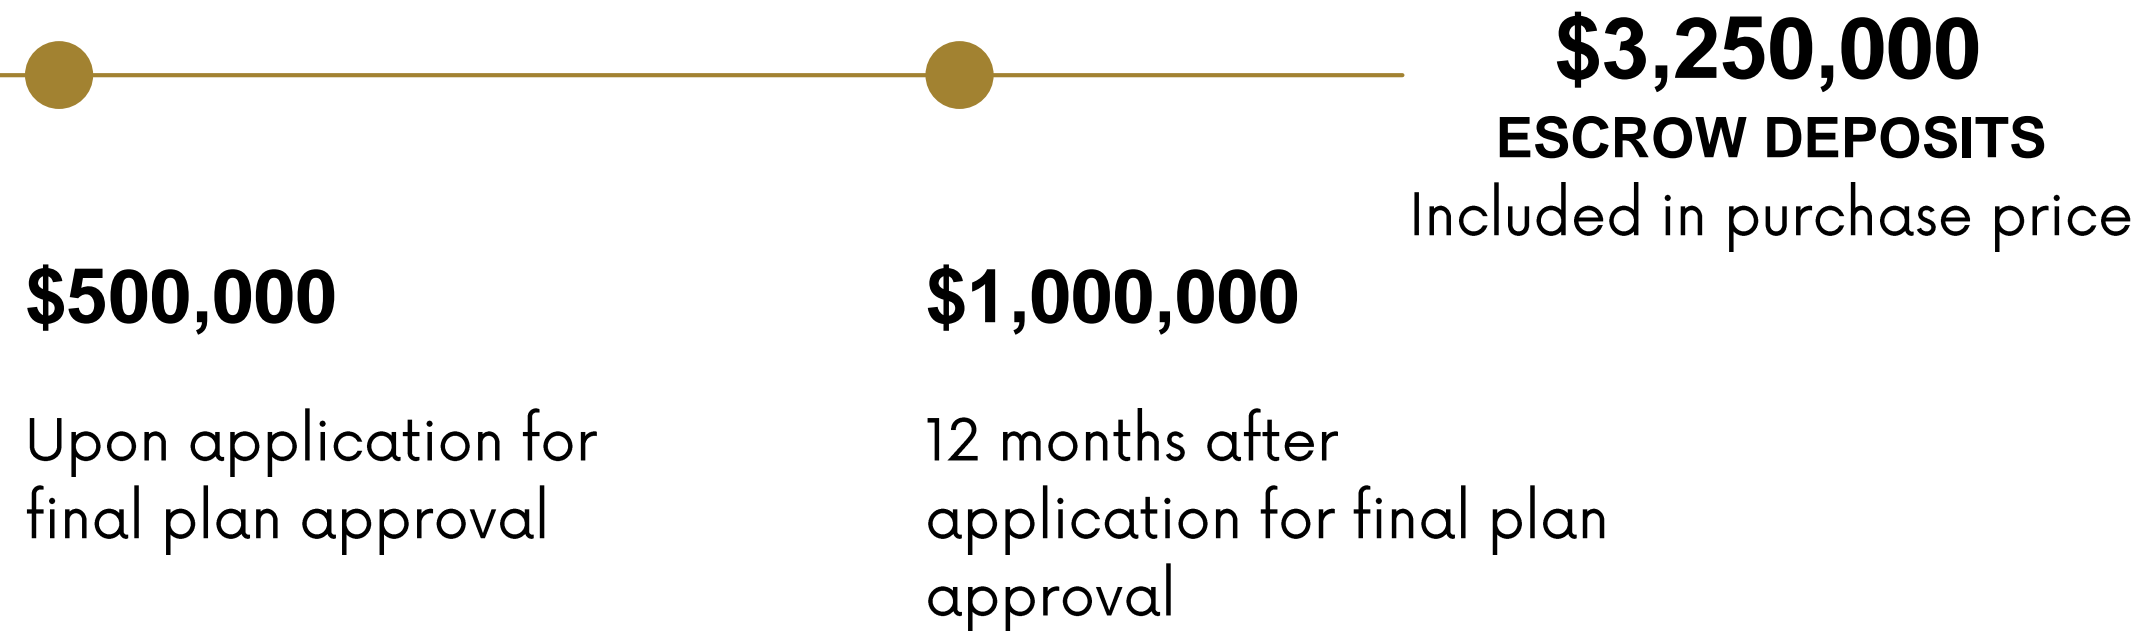 $3,250,000
ESCROW DEPOSITS
Included in purchase price
$500,000
Upon application for
final plan approval
$1,000,000
12 months after
application for final plan
approval